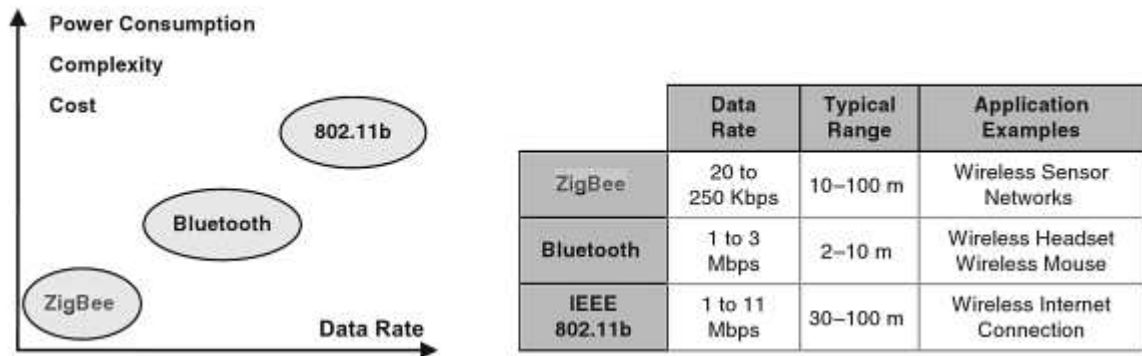 Power Consumption
Complexity
Cost
802.11b
Bluetooth
ZigBee
Data Rate
Data Rate Typical Range Application Examples
ZigBee 20 to 250 Kbps 10–100 m Wireless Sensor Networks
Bluetooth 1 to 3 Mbps 2–10 m Wireless Headset Wireless Mouse
IEEE 802.11b 1 to 11 Mbps 30–100 m Wireless Internet Connection